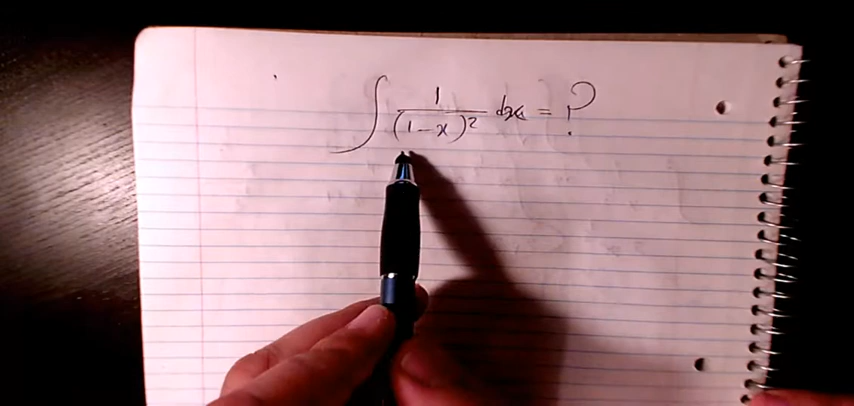 ∫ 1/(1-x)² dx = ?